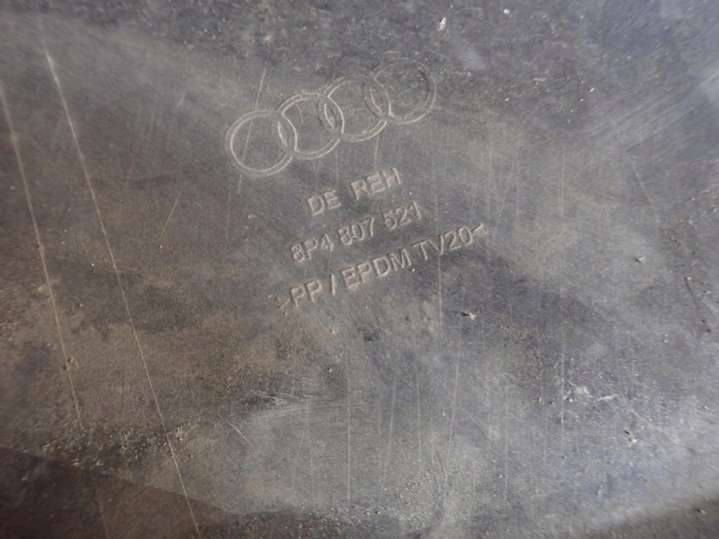 DE REH
8P4 807 521
>PP / EPDM TV20<